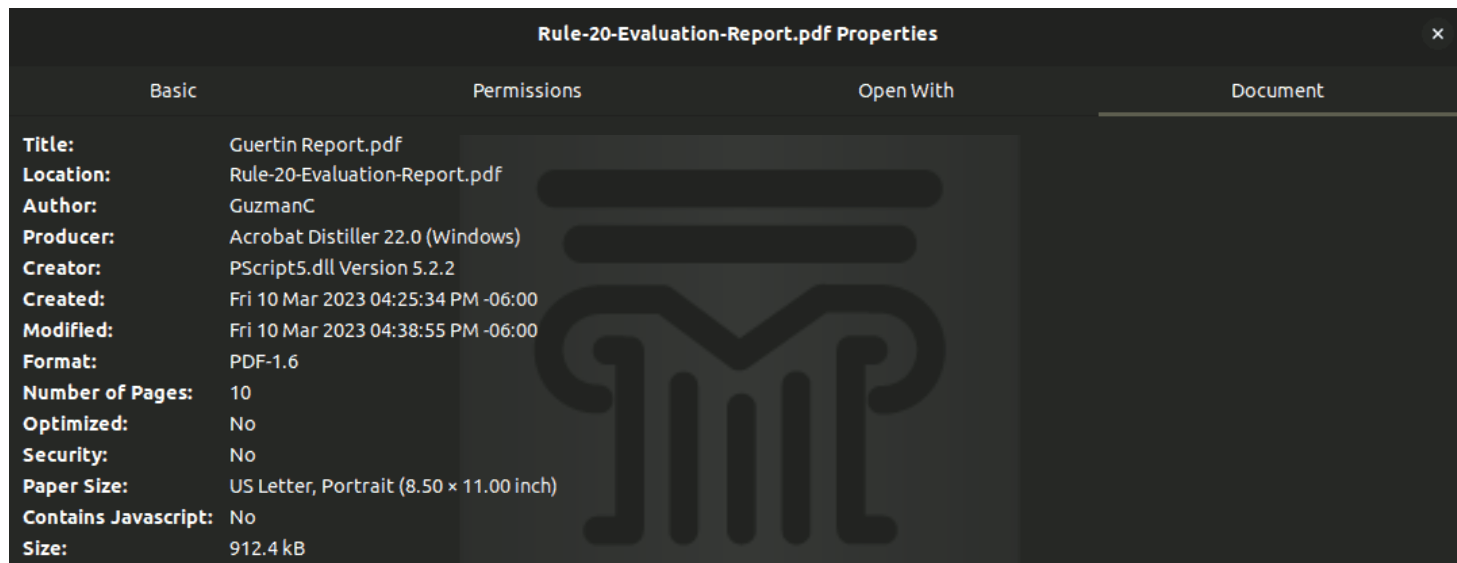 Rule-20-Evaluation-Report.pdf Properties
Basic Permissions Open With Document
Title: Guertin Report.pdf
Location: Rule-20-Evaluation-Report.pdf
Author: GuzmanC
Producer: Acrobat Distiller 22.0 (Windows)
Creator: PScript5.dll Version 5.2.2
Created: Fri 10 Mar 2023 04:25:34 PM -06:00
Modified: Fri 10 Mar 2023 04:38:55 PM -06:00
Format: PDF-1.6
Number of Pages: 10
Optimized: No
Security: No
Paper Size: US Letter, Portrait (8.50 × 11.00 inch)
Contains Javascript: No
Size: 912.4 kB